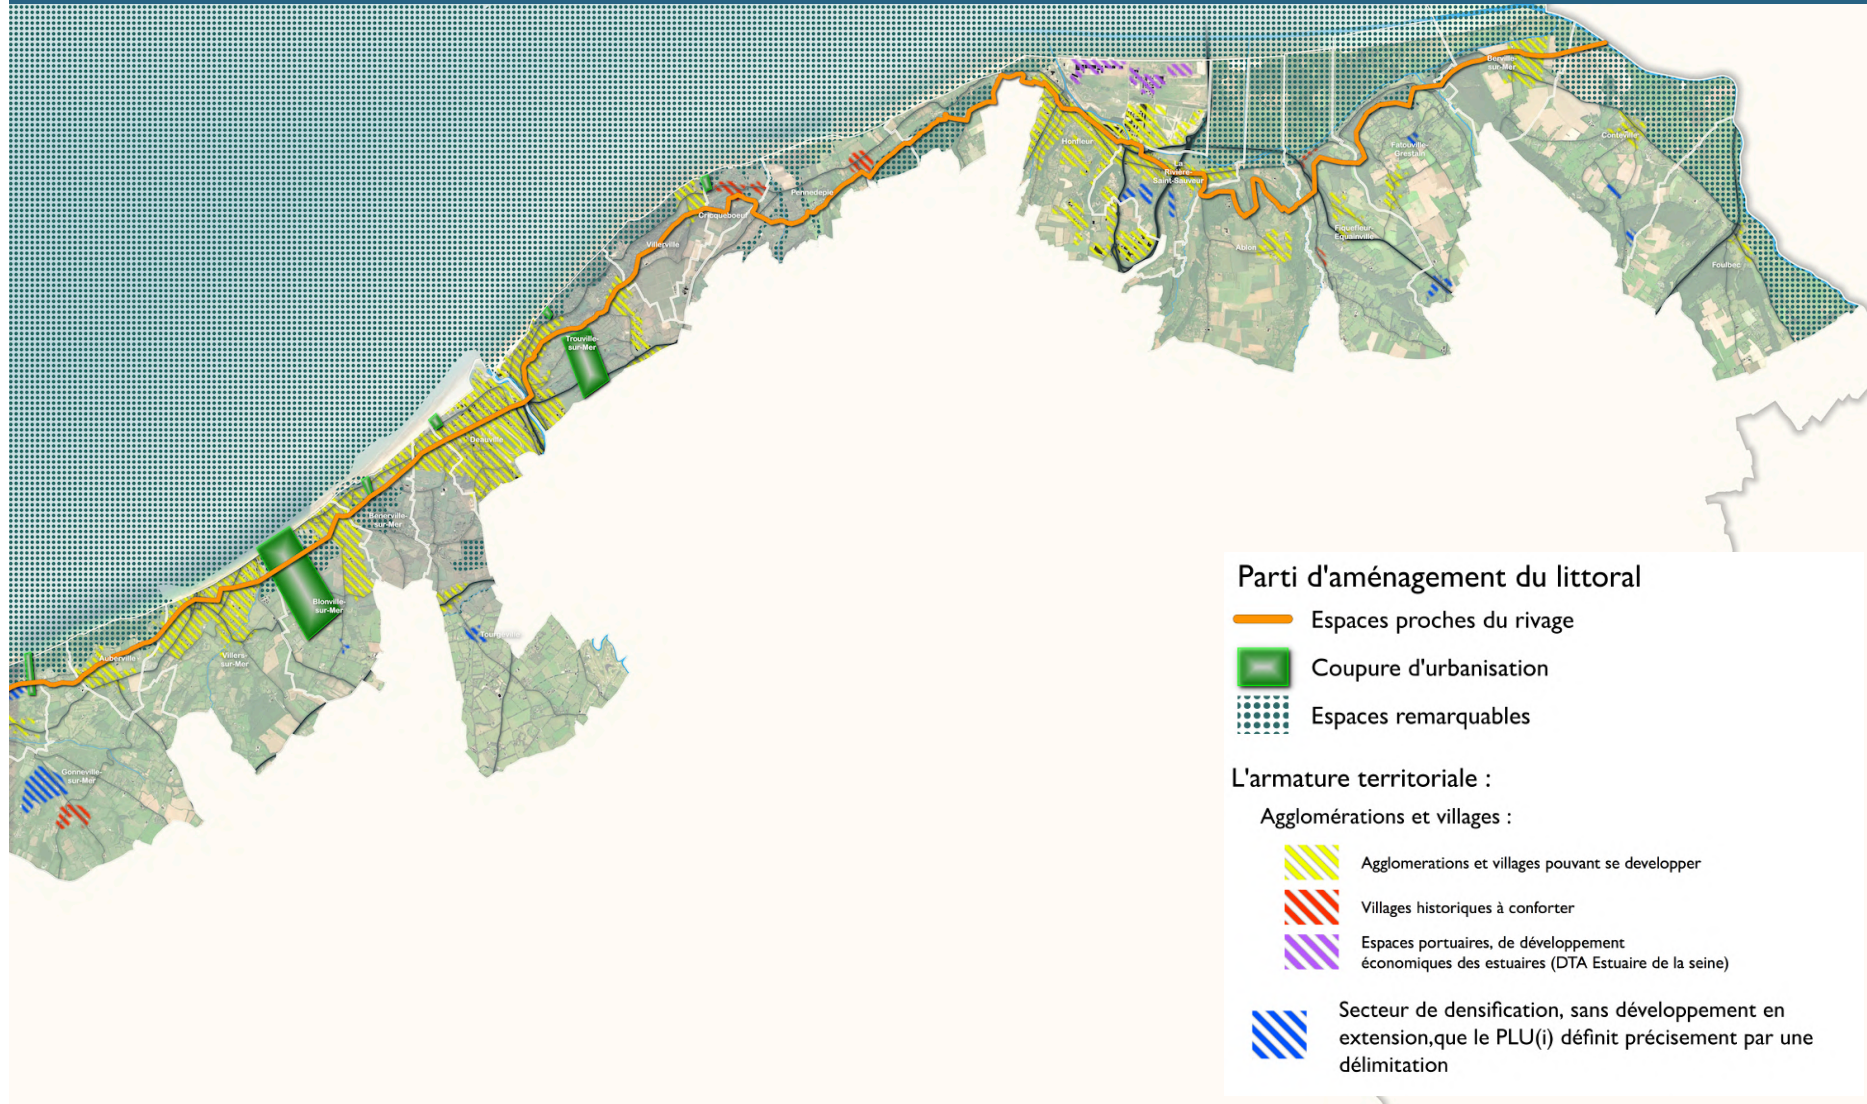 Berville-
sur-Mer
Conteville
Honfleur
Fatouville-
Grestain
La
Rivière-
Saint-Sauveur
Pennedepie
Cricqueboeuf
Villerville
Fiquefleur-
Equainville
Ablon
Foulbec
Trouville-
sur-Mer
Deauville
Benerville-
sur-Mer
Blonville-
sur-Mer
Tourgéville
Auberville
Villers-
sur-Mer
Gonneville-
sur-Mer
Parti d'aménagement du littoral
Espaces proches du rivage
Coupure d'urbanisation
Espaces remarquables
L'armature territoriale :
Agglomérations et villages :
Agglomerations et villages pouvant se developper
Villages historiques à conforter
Espaces portuaires, de développement
économiques des estuaires (DTA Estuaire de la seine)
Secteur de densification, sans développement en
extension,que le PLU(i) définit précisement par une
délimitation